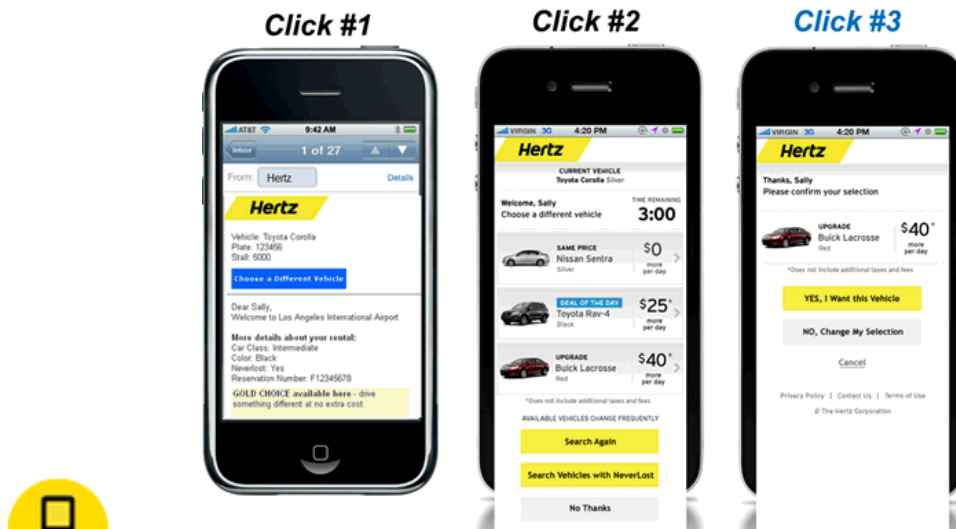 Click #1
AT&T 9:42 AM
Inbox 1 of 27
From: Hertz Details
Hertz
Vehicle: Toyota Corolla
Plate: 123456
Stall: 5000
Choose a Different Vehicle
Dear Sally,
Welcome to Los Angeles International Airport
More details about your rental:
Car Class: Intermediate
Color: Black
Neverlost: Yes
Reservation Number: F12345678
GOLD CHOICE available here - drive
something different at no extra cost.
Click #2
VIRGIN 3G 4:20 PM
Hertz
CURRENT VEHICLE
Toyota Corolla Silver
Welcome, Sally
Choose a different vehicle
TIME REMAINING
3:00
SAME PRICE
Nissan Sentra
Silver
$0
more
per day
DEAL OF THE DAY
Toyota Rav-4
Black
$25*
more
per day
UPGRADE
Buick Lacrosse
Red
$40*
more
per day
*Does not include additional taxes and fees
AVAILABLE VEHICLES CHANGE FREQUENTLY
Search Again
Search Vehicles with NeverLost
No Thanks
Click #3
VIRGIN 3G 4:20 PM
Hertz
Thanks, Sally
Please confirm your selection
UPGRADE
Buick Lacrosse
Red
$40*
more
per day
*Does not include additional taxes and fees
YES, I Want this Vehicle
NO, Change My Selection
Cancel
Privacy Policy | Contact Us | Terms of Use
© The Hertz Corporation